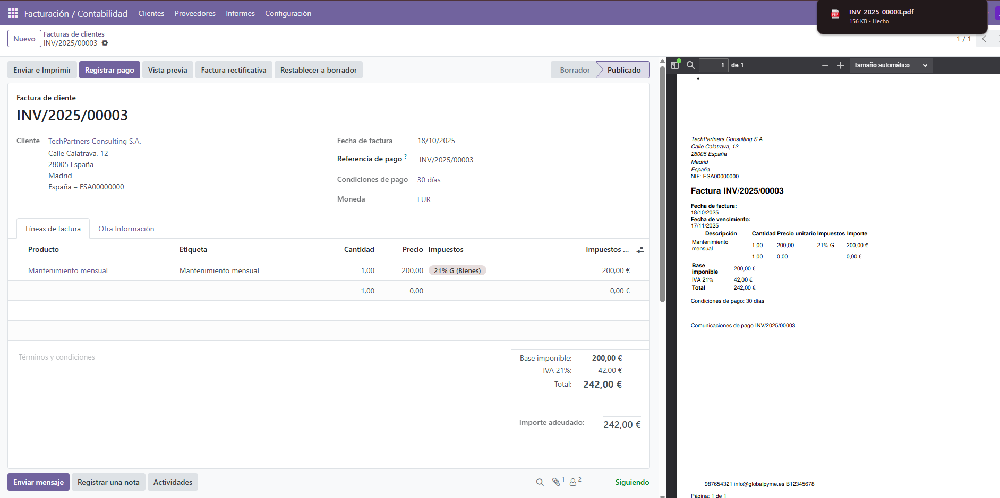 Facturación / Contabilidad Clientes Proveedores Informes Configuración
INV_2025_00003.pdf
156 KB • Hecho
Nuevo
Facturas de clientes
INV/2025/00003
1 / 1
Enviar e Imprimir Registrar pago Vista previa Factura rectificativa Restablecer a borrador
Borrador Publicado
Factura de cliente
INV/2025/00003
Cliente TechPartners Consulting S.A.
Calle Calatrava, 12
28005 España
Madrid
España – ESA00000000
Fecha de factura 18/10/2025
Referencia de pago ? INV/2025/00003
Condiciones de pago 30 días
Moneda EUR
Líneas de factura Otra Información
Producto Etiqueta Cantidad Precio Impuestos Impuestos ...
Mantenimiento mensual Mantenimiento mensual 1,00 200,00 21% G (Bienes) 200,00 €
1,00 0,00 0,00 €
Términos y condiciones
Base imponible: 200,00 €
IVA 21%: 42,00 €
Total: 242,00 €
Importe adeudado: 242,00 €
Enviar mensaje Registrar una nota Actividades
1 2 Siguiendo
1 de 1 Tamaño automático
TechPartners Consulting S.A.
Calle Calatrava, 12
28005 España
Madrid
España
NIF: ESA00000000
Factura INV/2025/00003
Fecha de factura:
18/10/2025
Fecha de vencimiento:
17/11/2025
Descripción Cantidad Precio unitario Impuestos Importe
Mantenimiento
mensual 1,00 200,00 21% G 200,00 €
1,00 0,00 0,00 €
Base
imponible 200,00 €
IVA 21% 42,00 €
Total 242,00 €
Condiciones de pago: 30 días
Comunicaciones de pago INV/2025/00003
987654321 info@globalpyme.es B12345678
Página: 1 de 1